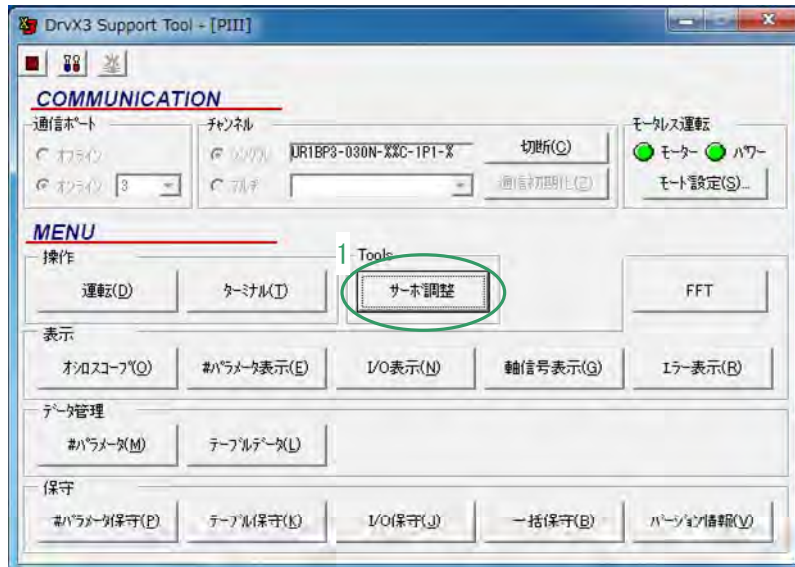 DrvX3 Support Tool - [PIII]
COMMUNICATION
通信ﾎﾟｰﾄ
ﾁｬﾝﾈﾙ
ﾓｰﾀﾚｽ運転
ｵﾌﾗｲﾝ
ｼﾝｸﾞﾙ
UR1BP3-030N-XXC-1P1-X
切断(C)
ﾓｰﾀｰ
ﾊﾟﾜｰ
ｵﾝﾗｲﾝ
3
ﾏﾙﾁ
通信初期化(Z)
ﾓｰﾄﾞ設定(S)...
MENU
操作
1
Tools
運転(D)
ﾀｰﾐﾅﾙ(T)
ｻｰﾎﾞ調整
FFT
表示
ｵｼﾛｽｺｰﾌﾟ(O)
#ﾊﾟﾗﾒｰﾀ表示(E)
I/O表示(N)
軸信号表示(G)
ｴﾗｰ表示(R)
ﾃﾞｰﾀ管理
#ﾊﾟﾗﾒｰﾀ(M)
ﾃｰﾌﾞﾙﾃﾞｰﾀ(L)
保守
#ﾊﾟﾗﾒｰﾀ保守(P)
ﾃｰﾌﾞﾙ保守(K)
I/O保守(J)
一括保守(B)
ﾊﾞｰｼﾞｮﾝ情報(V)